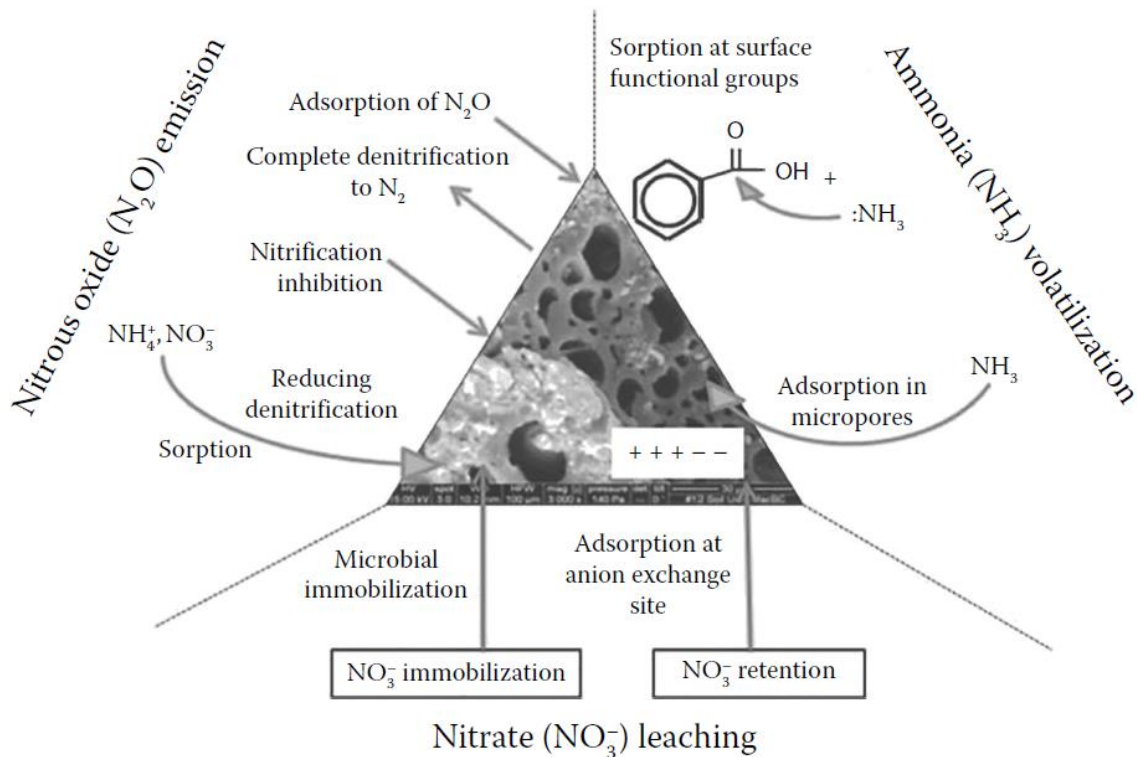 Nitrous oxide (N₂O) emission
Adsorption of N₂O
Complete denitrification
to N₂
Nitrification
inhibition
NH₄⁺, NO₃⁻
Reducing
denitrification
Sorption
Sorption at surface
functional groups
O
OH +
:NH₃
Ammonia (NH₃) volatilization
NH₃
Adsorption in
micropores
+ + + − −
Microbial
immobilization
Adsorption at
anion exchange
site
NO₃⁻ immobilization
NO₃⁻ retention
Nitrate (NO₃⁻) leaching